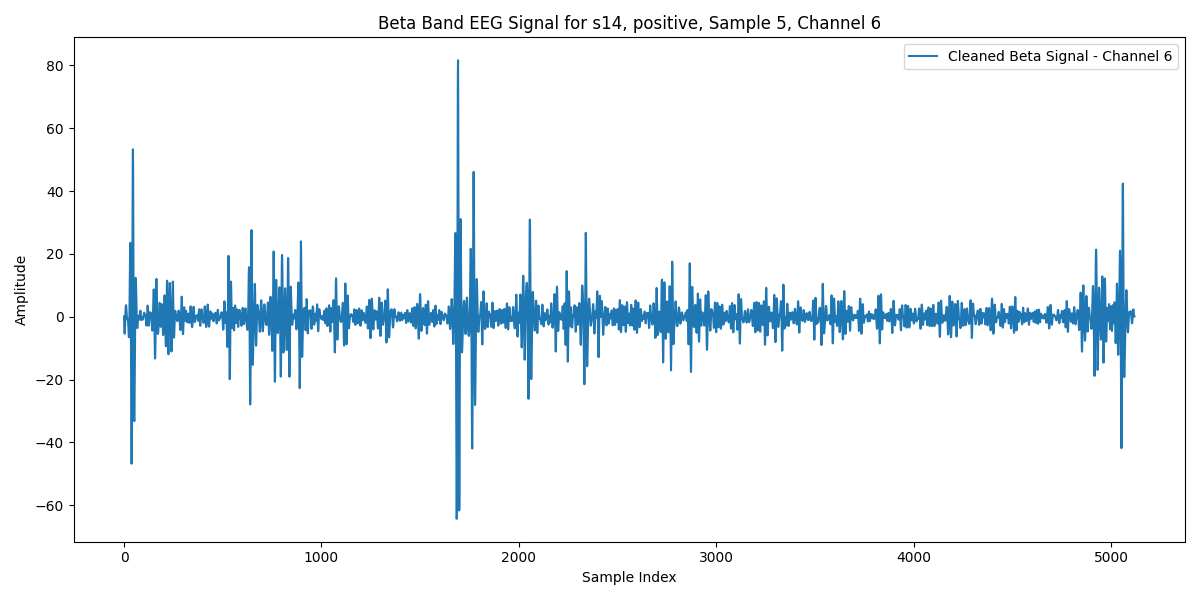 Beta Band EEG Signal for s14, positive, Sample 5, Channel 6
Cleaned Beta Signal - Channel 6
80
60
40
20
0
−20
−40
−60
Amplitude
0 1000 2000 3000 4000 5000
Sample Index